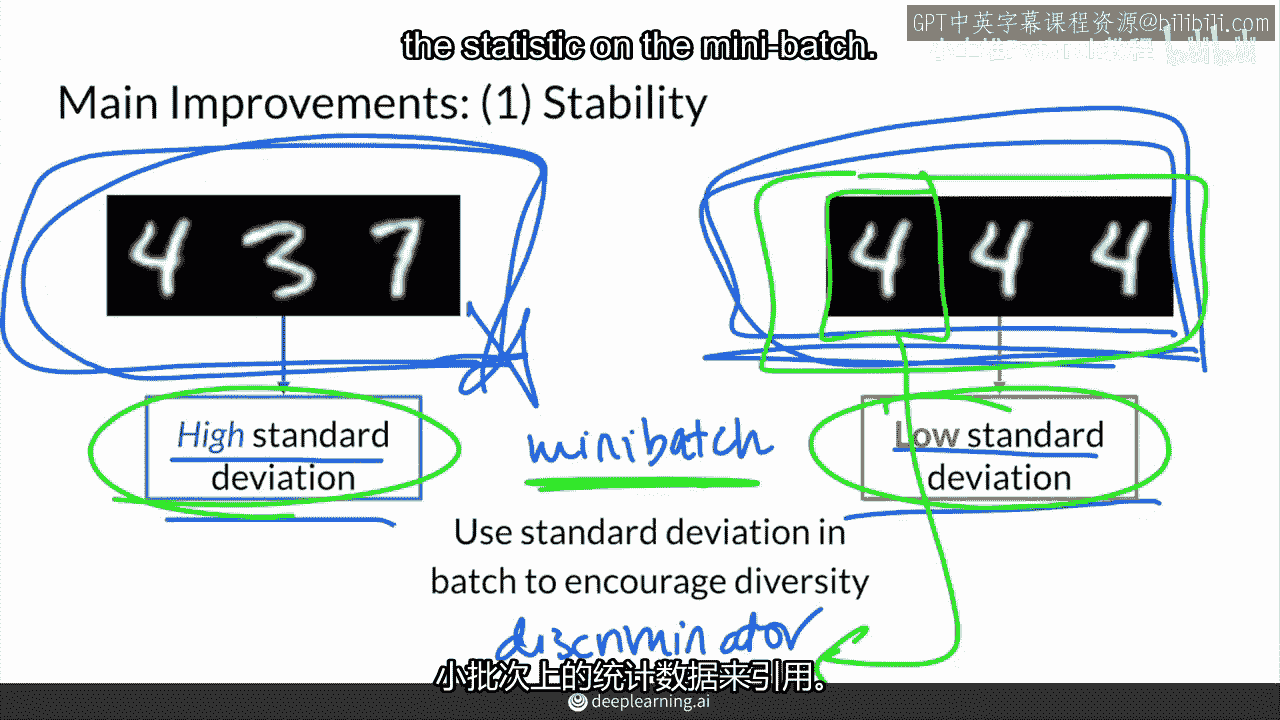 GPT中英字幕课程资源@bilibili.com
the statistic on the mini-batch.
Main Improvements: (1) Stability
4 3 7
4 4 4
High standard
deviation
minibatch
Low standard
deviation
Use standard deviation in
batch to encourage diversity
discriminator
小批次上的统计数据来引用。
deeplearning.ai